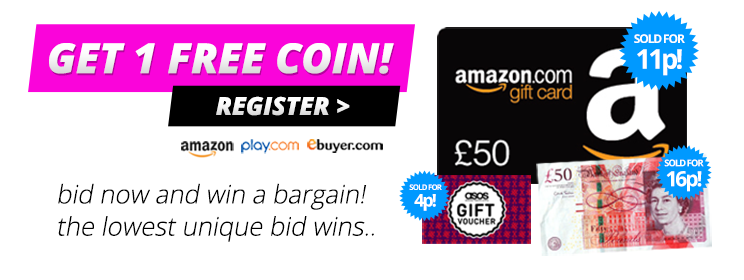 GET 1 FREE COIN!
REGISTER >
amazon play.com ebuyer.com
bid now and win a bargain!
the lowest unique bid wins..
SOLD FOR
11p!
amazon.com
gift card
a
£50
SOLD FOR
4p!
asos
GIFT
VOUCHER
SOLD FOR
16p!
£50